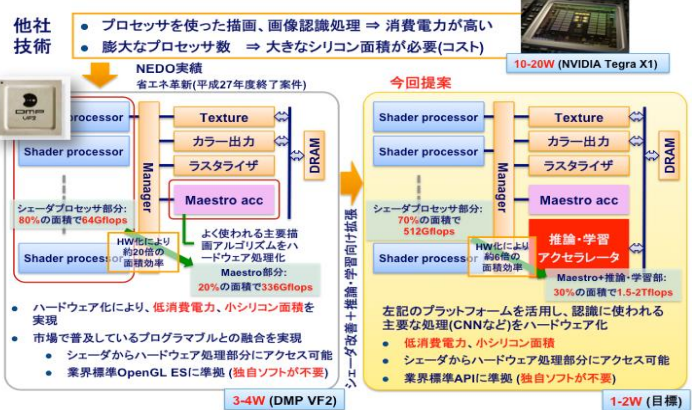 他社
技術
● プロセッサを使った描画、画像認識処理 ⇒ 消費電力が高い
● 膨大なプロセッサ数 ⇒ 大きなシリコン面積が必要(コスト)
10-20W (NVIDIA Tegra X1)
NEDO実績
省エネ革新(平成27年度終了案件)
DMP
VF2
processor
Shader processor
Shader processor
Manager
Texture
カラー出力
ラスタライザ
Maestro acc
DRAM
シェーダプロセッサ部分:
80%の面積で64Gflops
HW化により
約20倍の
面積効率
よく使われる主要描
画アルゴリズムをハ
ードウェア処理化
Maestro部分:
20%の面積で336Gflops
● ハードウェア化により、低消費電力、小シリコン面積を
実現
● 市場で普及しているプログラマブルとの融合を実現
● シェーダからハードウェア処理部分にアクセス可能
● 業界標準OpenGL ESに準拠 (独自ソフトが不要)
3-4W (DMP VF2)
シェーダ改善＋推論・学習向け拡張
今回提案
Shader processor
Shader processor
Shader processor
Manager
Texture
カラー出力
ラスタライザ
Maestro acc
推論・学習
アクセラレータ
DRAM
シェーダプロセッサ部分:
70%の面積で
512Gflops
HW化により
約6倍の
面積効率
Maestro+推論・学習部:
30%の面積で1.5-2Tflops
左記のプラットフォームを活用し、認識に使われる
主要な処理(CNNなど)をハードウェア化
● 低消費電力、小シリコン面積
● シェーダからハードウェア処理部分にアクセス可能
● 業界標準APIに準拠 (独自ソフトが不要)
1-2W (目標)